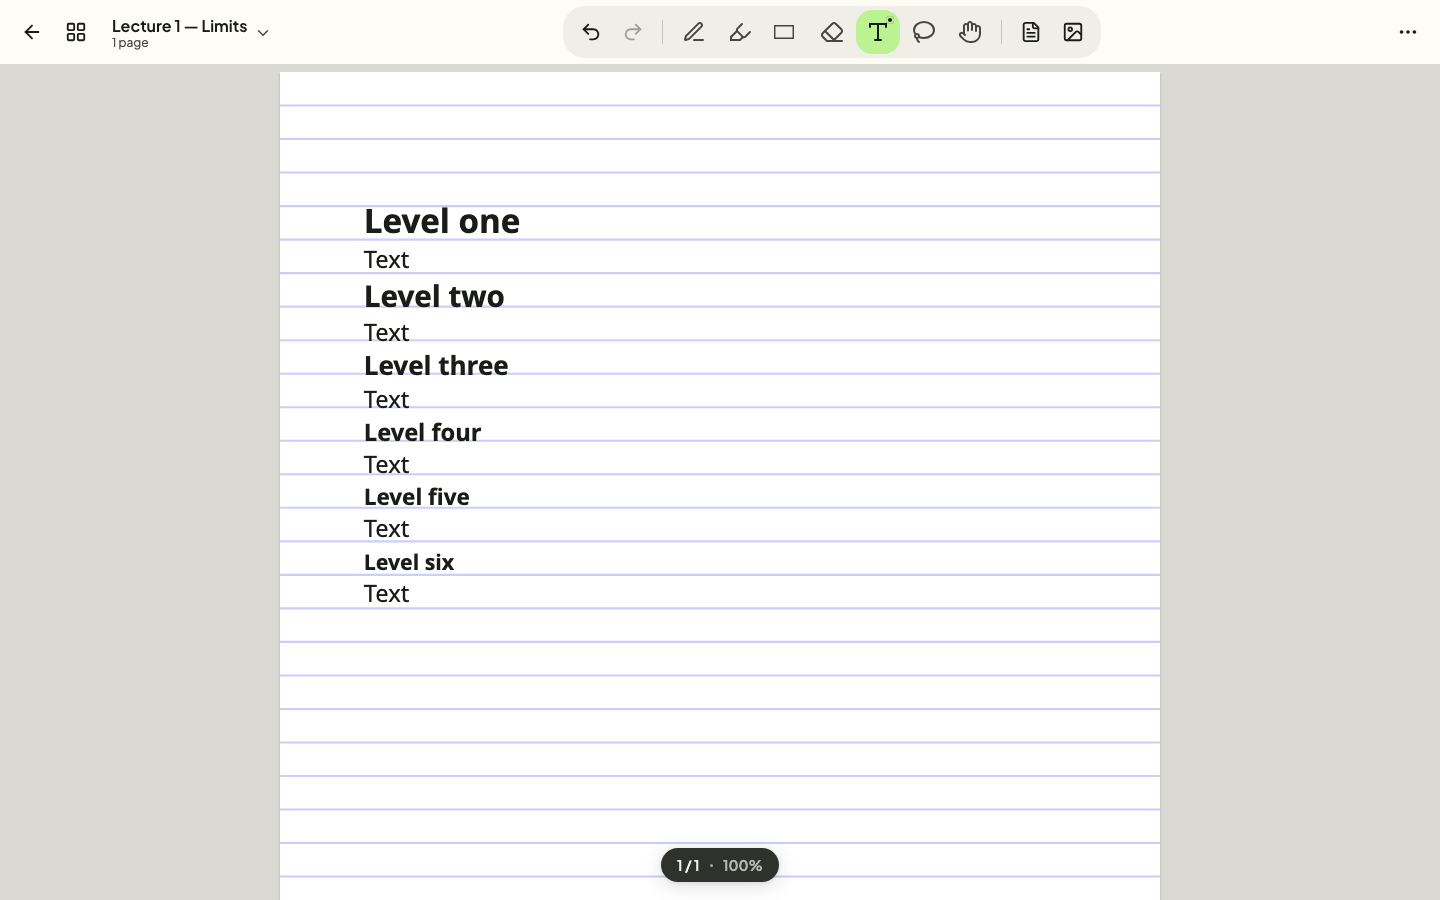 Lecture 1 — Limits
1 page
Level one
Text
Level two
Text
Level three
Text
Level four
Text
Level five
Text
Level six
Text
1 / 1 · 100%